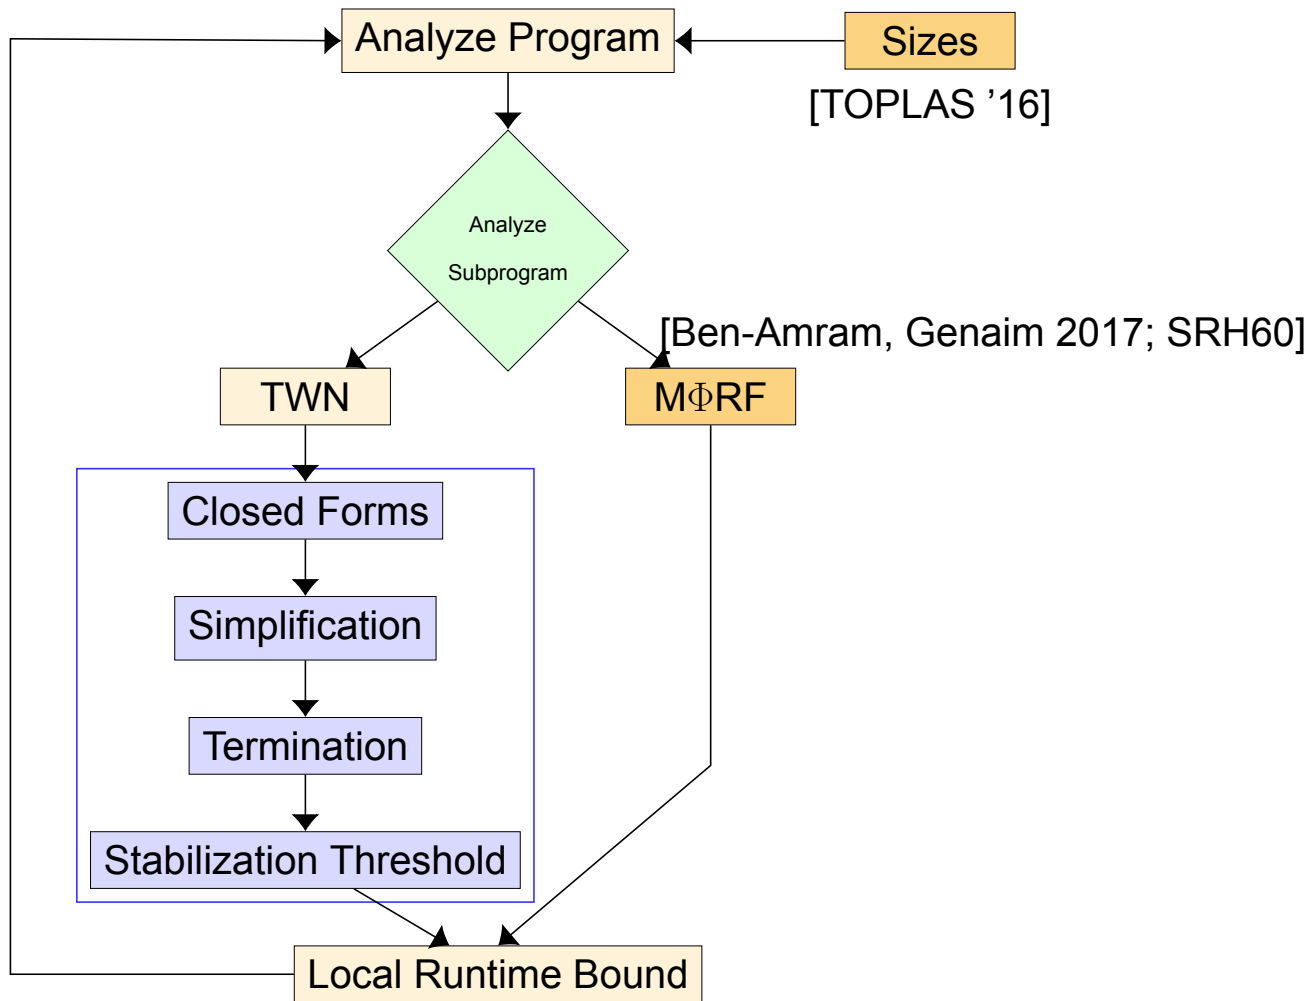 Analyze Program
Sizes
[TOPLAS ’16]
Analyze
Subprogram
[Ben-Amram, Genaim 2017; SRH60]
TWN
MΦRF
Closed Forms
Simplification
Termination
Stabilization Threshold
Local Runtime Bound